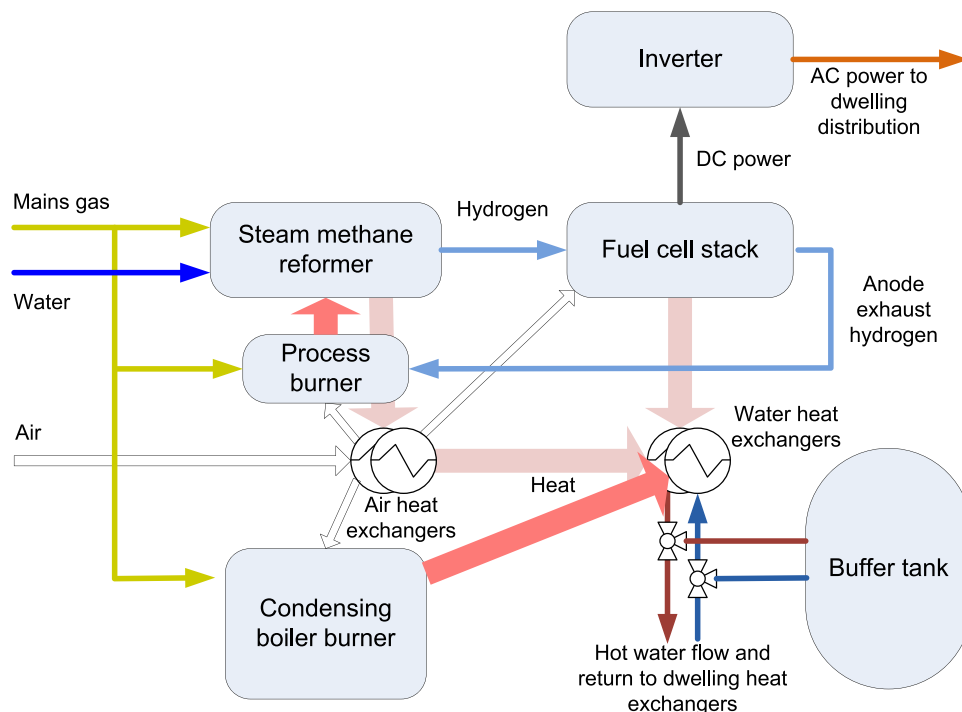 Inverter
AC power to
dwelling
distribution
DC power
Mains gas
Steam methane
reformer
Hydrogen
Fuel cell stack
Water
Anode
exhaust
hydrogen
Process
burner
Air
Water heat
exchangers
Heat
Air heat
exchangers
Condensing
boiler burner
Buffer tank
Hot water flow and
return to dwelling heat
exchangers